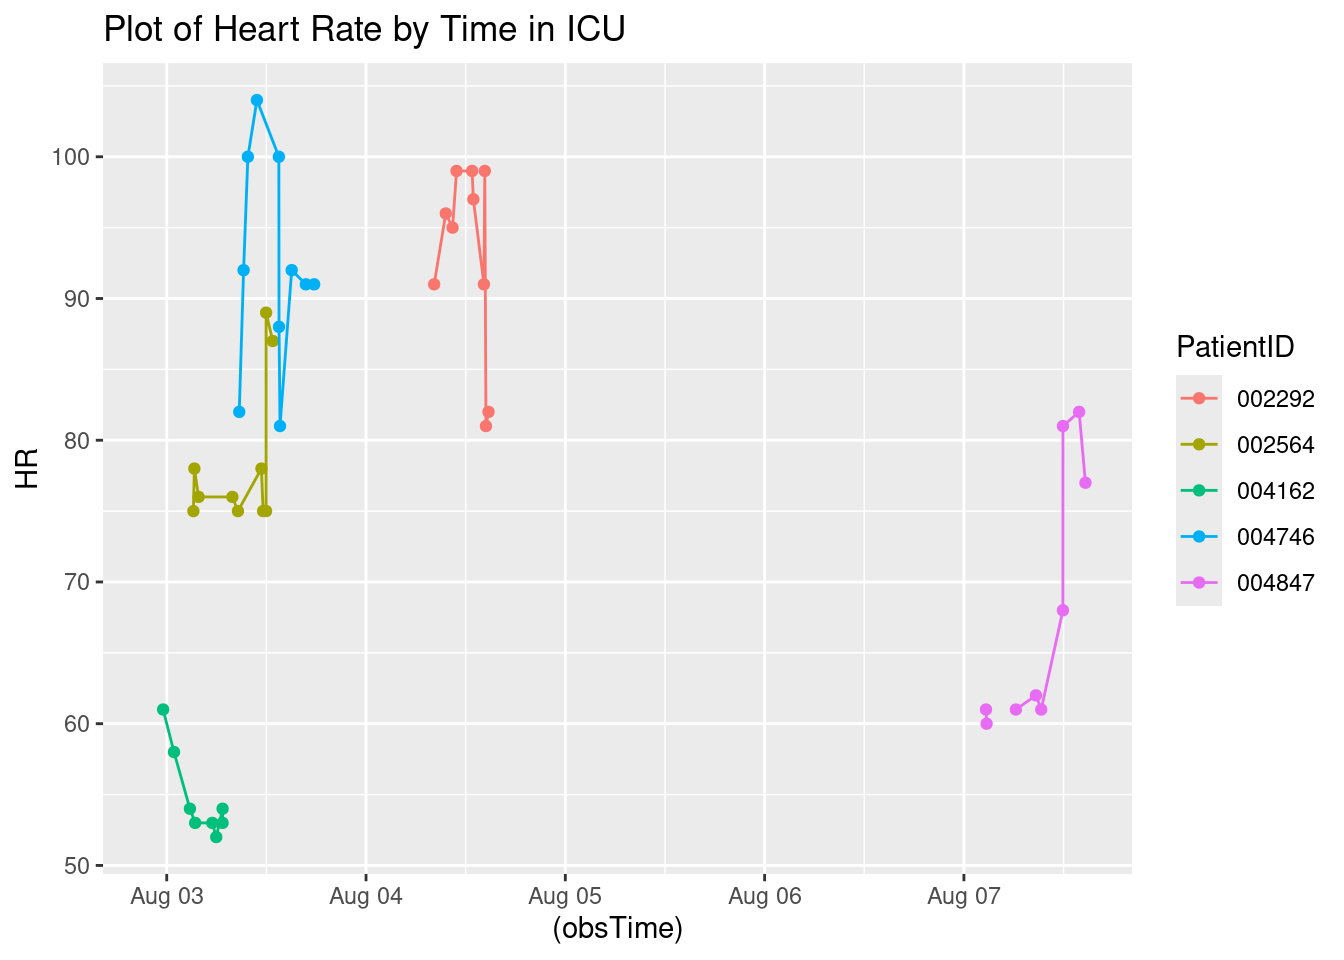 Plot of Heart Rate by Time in ICU
HR
100
90
80
70
60
50
Aug 03
Aug 04
Aug 05
Aug 06
Aug 07
(obsTime)
PatientID
002292
002564
004162
004746
004847